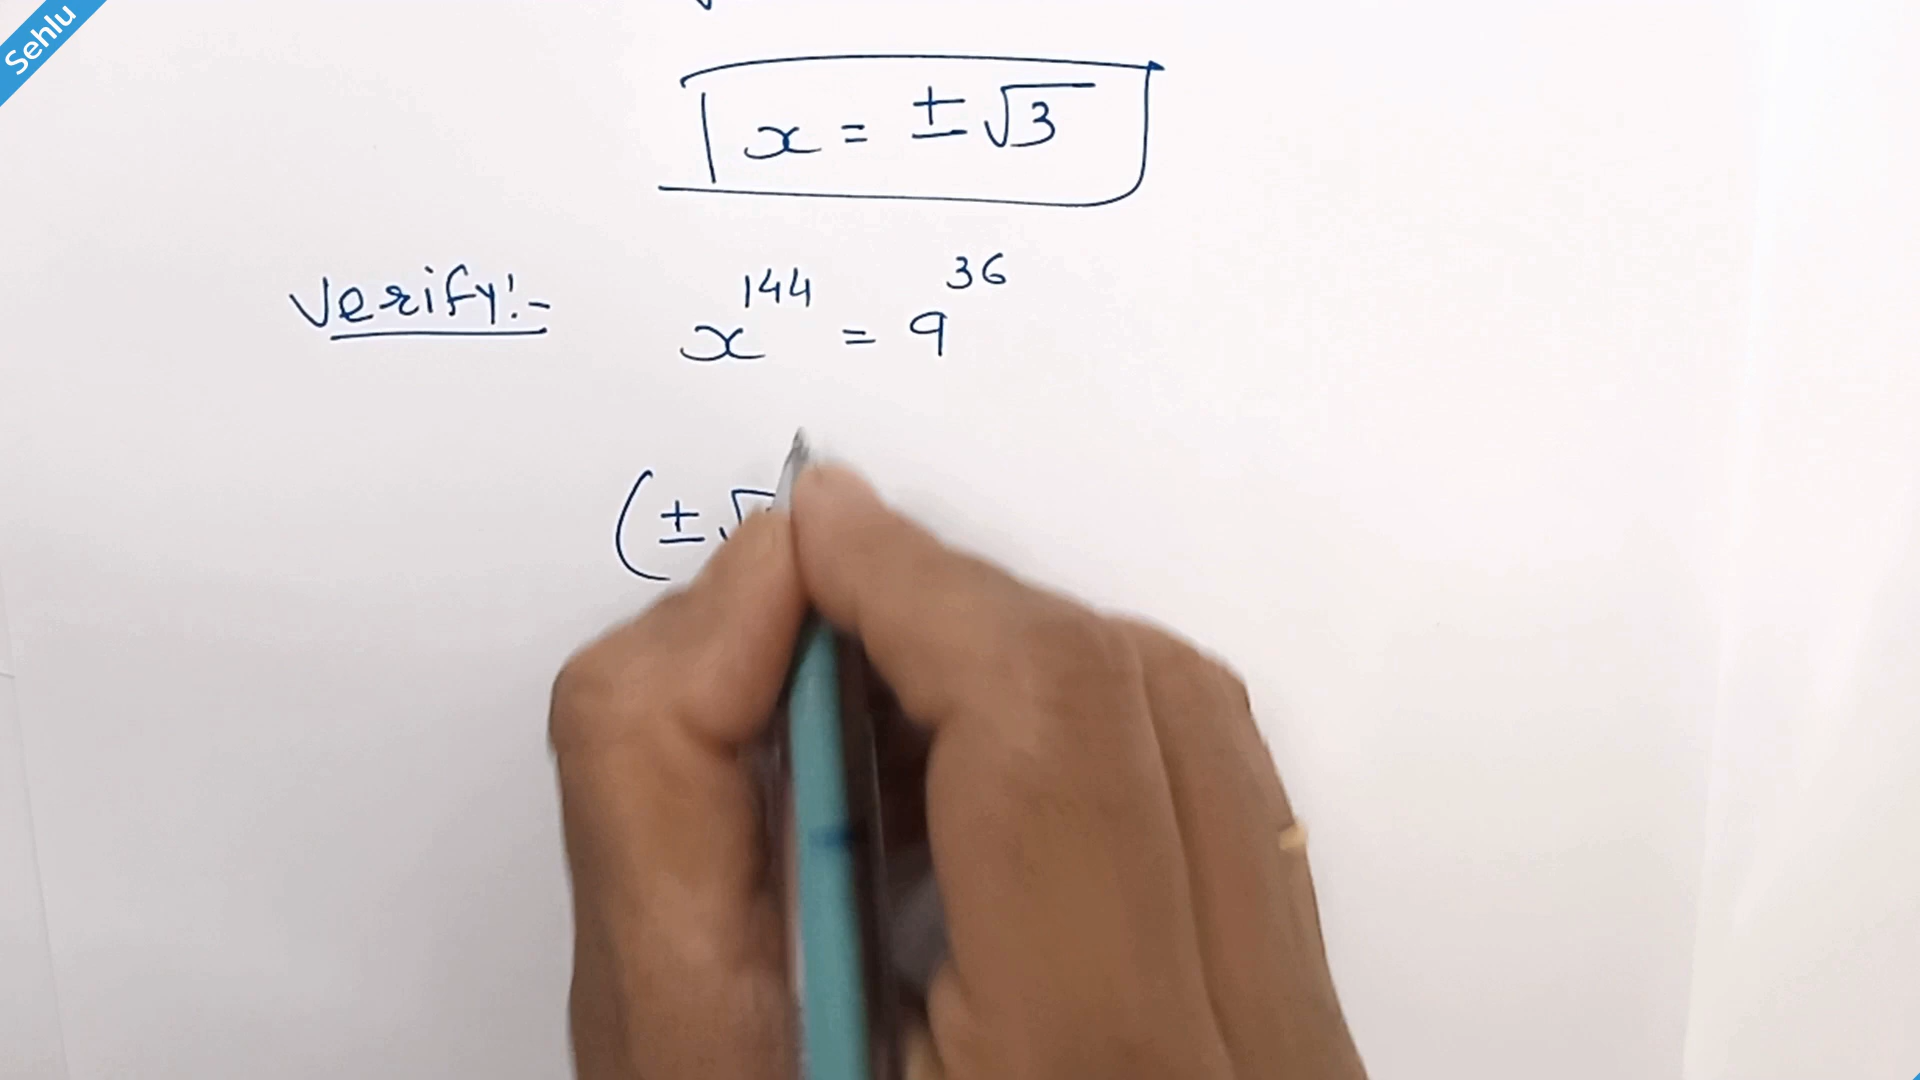 Sehlu
x = ±√3
Verify:- x^144 = 9^36
(±√